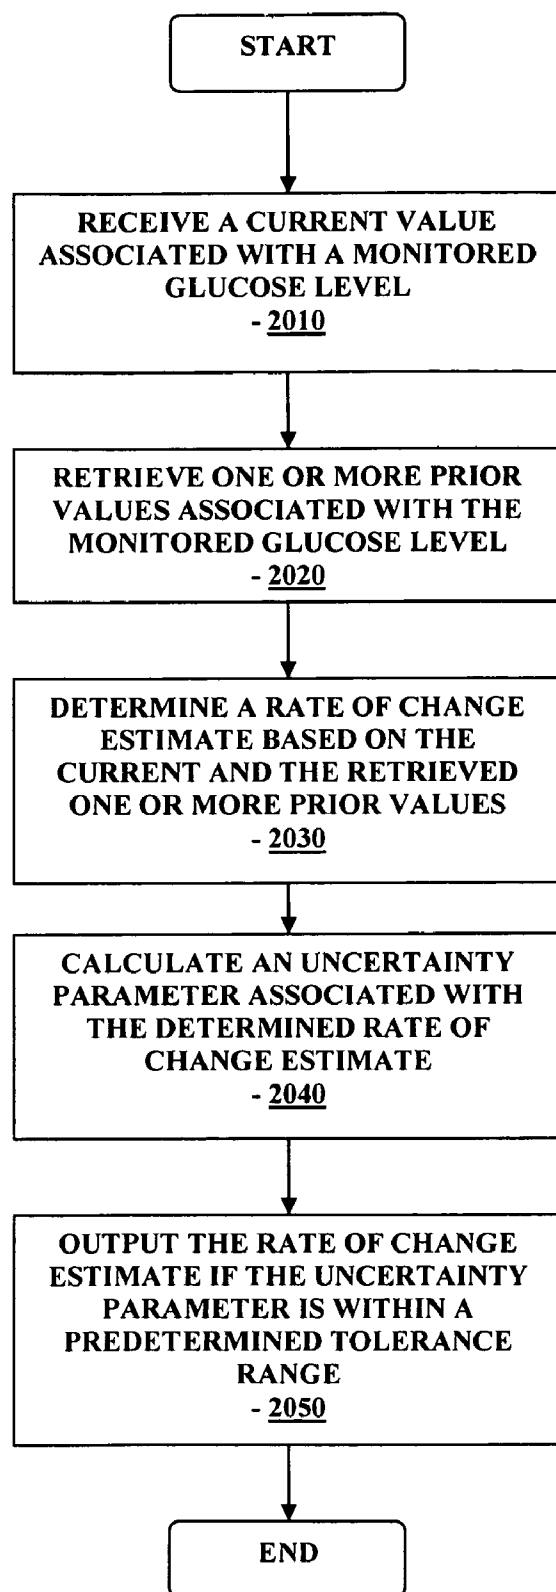 START
RECEIVE A CURRENT VALUE
ASSOCIATED WITH A MONITORED
GLUCOSE LEVEL
- 2010
RETRIEVE ONE OR MORE PRIOR
VALUES ASSOCIATED WITH THE
MONITORED GLUCOSE LEVEL
- 2020
DETERMINE A RATE OF CHANGE
ESTIMATE BASED ON THE
CURRENT AND THE RETRIEVED
ONE OR MORE PRIOR VALUES
- 2030
CALCULATE AN UNCERTAINTY
PARAMETER ASSOCIATED WITH
THE DETERMINED RATE OF
CHANGE ESTIMATE
- 2040
OUTPUT THE RATE OF CHANGE
ESTIMATE IF THE UNCERTAINTY
PARAMETER IS WITHIN A
PREDETERMINED TOLERANCE
RANGE
- 2050
END